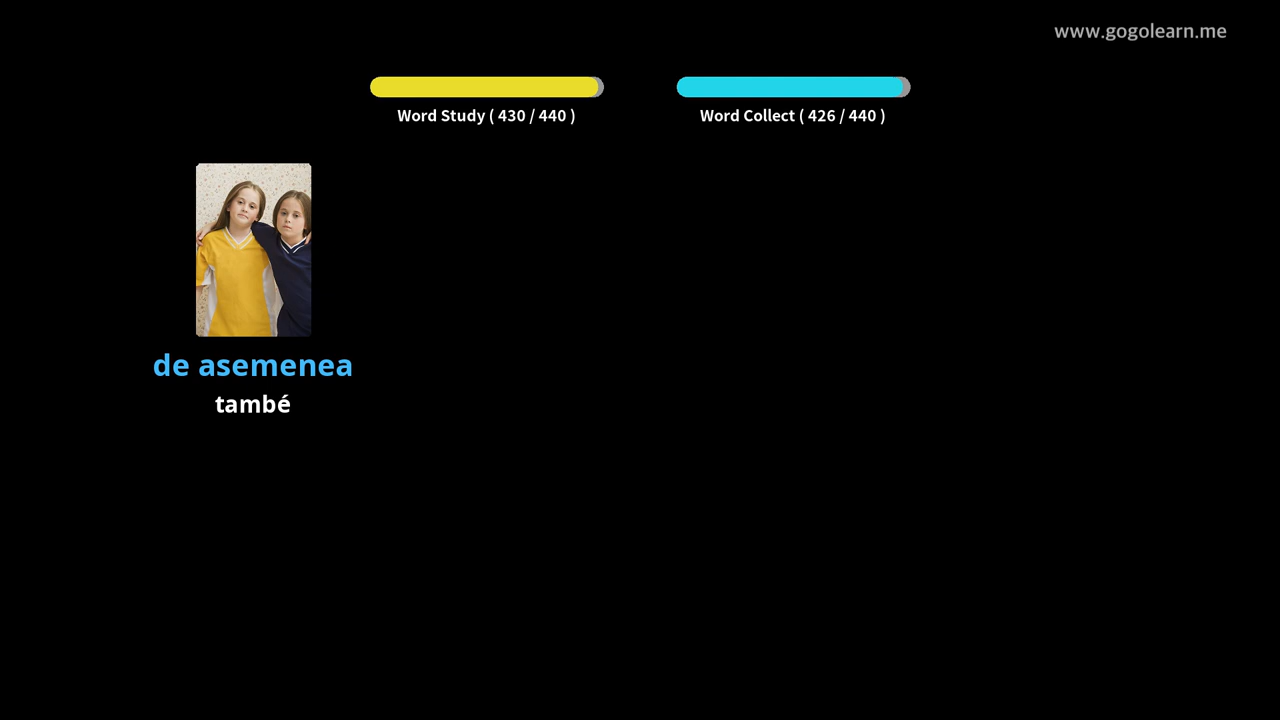 www.gogolearn.me
Word Study ( 430 / 440 )
Word Collect ( 426 / 440 )
de asemenea
també